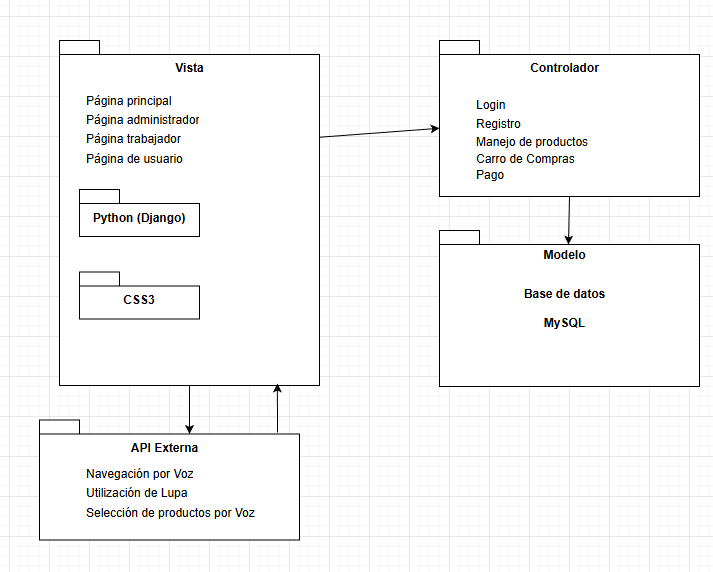 Vista
Página principal
Página administrador
Página trabajador
Página de usuario
Python (Django)
CSS3
Controlador
Login
Registro
Manejo de productos
Carro de Compras
Pago
Modelo
Base de datos
MySQL
API Externa
Navegación por Voz
Utilización de Lupa
Selección de productos por Voz